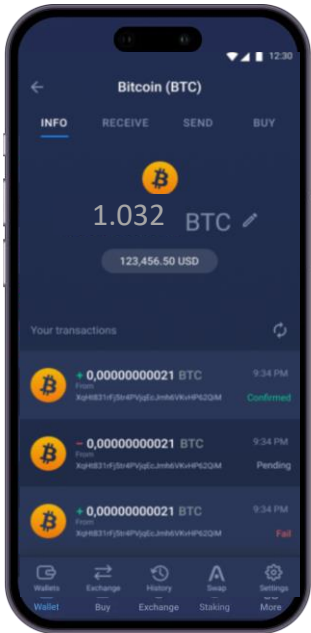 12:30
Bitcoin (BTC)
INFO RECEIVE SEND BUY
1.032 BTC
123,456.50 USD
Your transactions
+ 0,00000000021 BTC 9:34 PM
From
Confirmed
− 0,00000000021 BTC 9:34 PM
From
Pending
+ 0,00000000021 BTC 9:34 PM
From
Fail
Wallets Exchange History Swap Settings
Wallet Buy Exchange Staking More